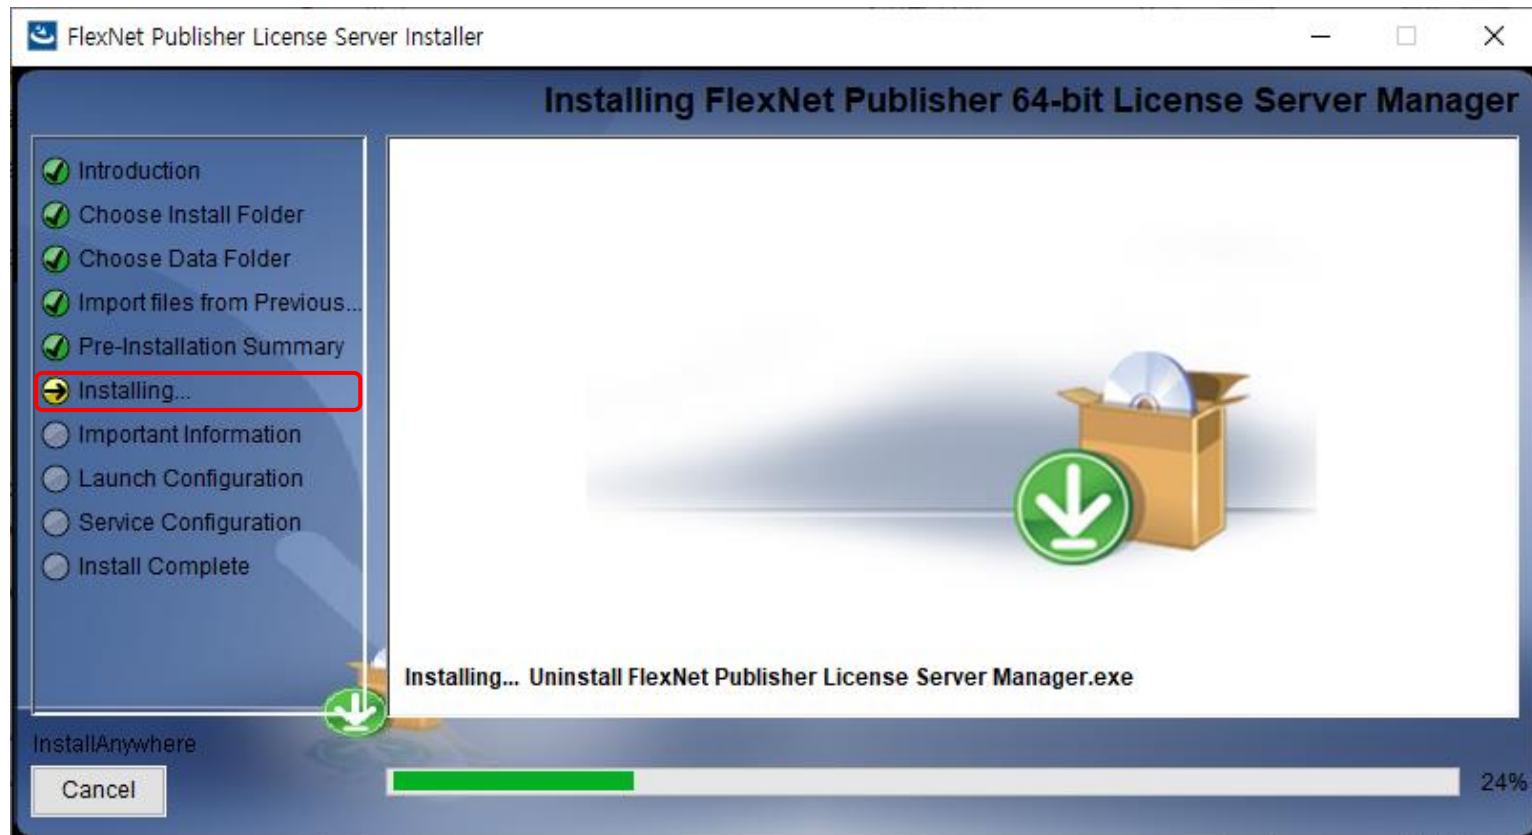 FlexNet Publisher License Server Installer
Installing FlexNet Publisher 64-bit License Server Manager
Introduction
Choose Install Folder
Choose Data Folder
Import files from Previous...
Pre-Installation Summary
Installing...
Important Information
Launch Configuration
Service Configuration
Install Complete
Installing... Uninstall FlexNet Publisher License Server Manager.exe
InstallAnywhere
Cancel
24%